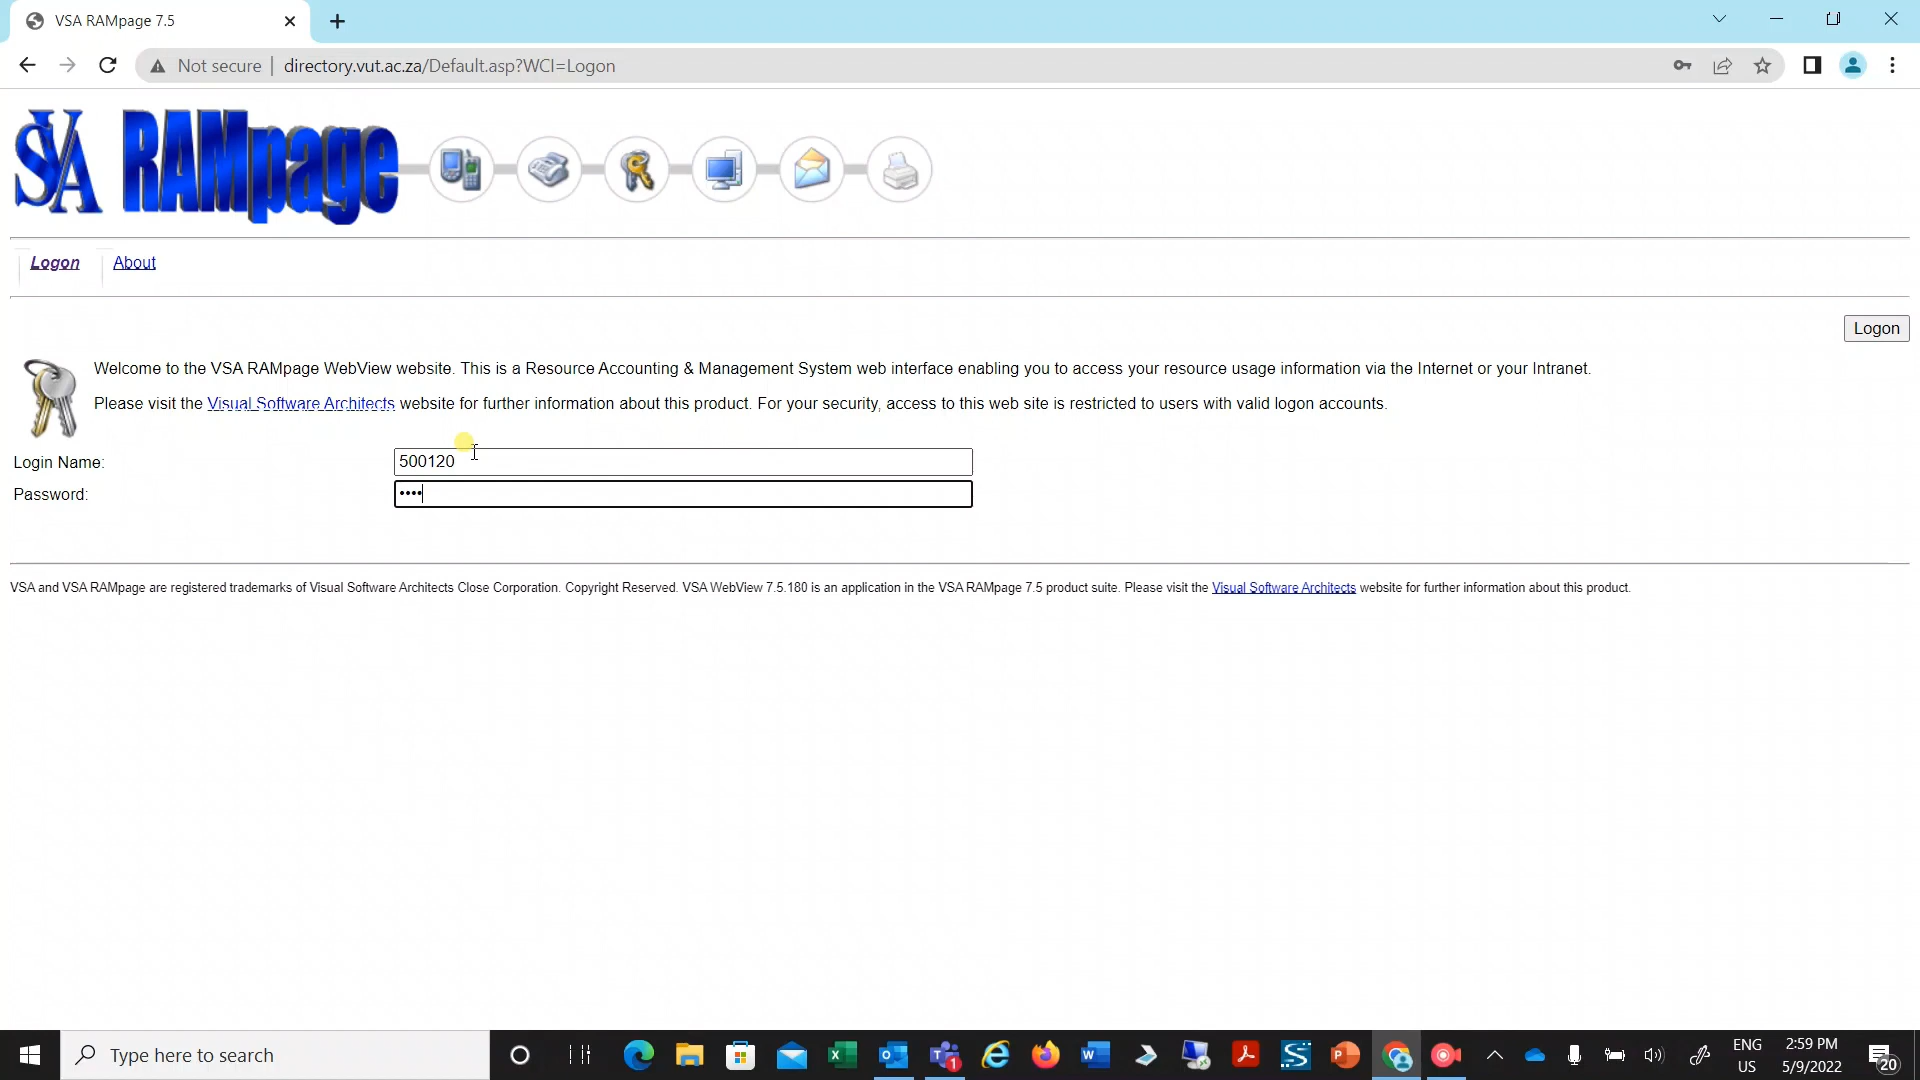 VSA RAMpage 7.5
Not secure | directory.vut.ac.za/Default.asp?WCI=Logon
VSA RAMpage
Logon About
Logon
Welcome to the VSA RAMpage WebView website. This is a Resource Accounting & Management System web interface enabling you to access your resource usage information via the Internet or your Intranet.
Please visit the Visual Software Architects website for further information about this product. For your security, access to this web site is restricted to users with valid logon accounts.
Login Name: 500120
Password: ••••
VSA and VSA RAMpage are registered trademarks of Visual Software Architects Close Corporation. Copyright Reserved. VSA WebView 7.5.180 is an application in the VSA RAMpage 7.5 product suite. Please visit the Visual Software Architects website for further information about this product.
Type here to search
ENG 2:59 PM
US 5/9/2022 20